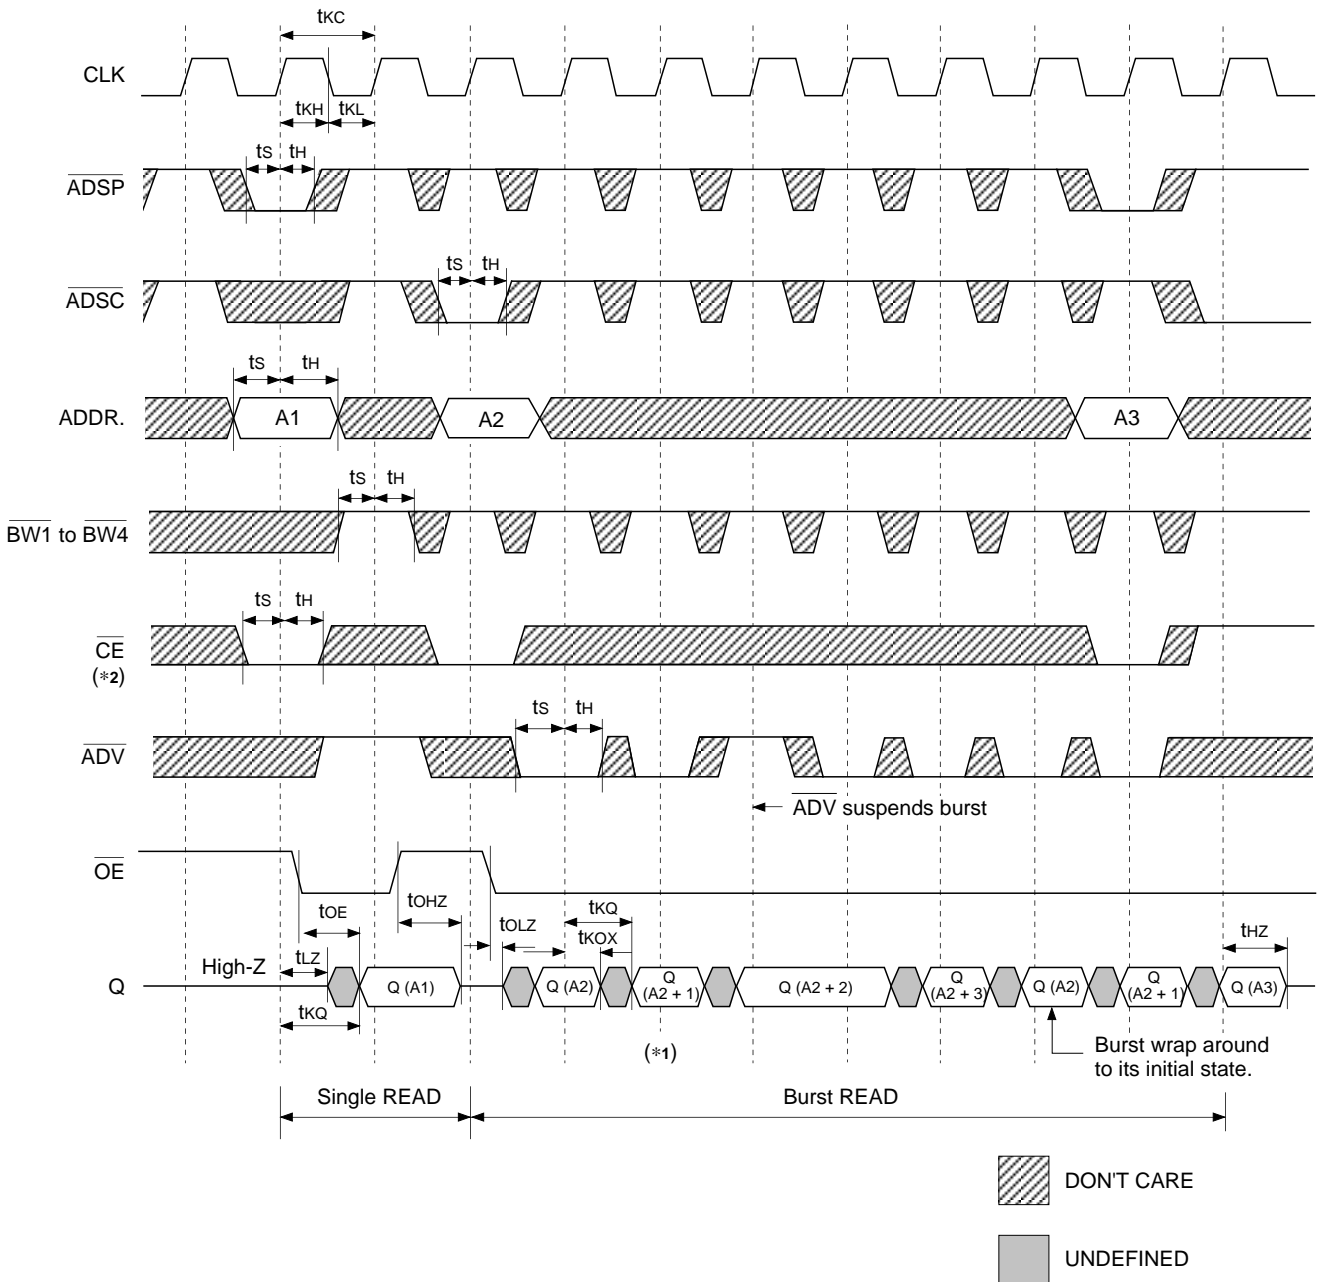 tKC
CLK
tKH tKL
tS tH
ADSP
tS tH
ADSC
tS tH
ADDR. A1 A2 A3
tS tH
BW1 to BW4
tS tH
CE
(*2)
tS tH
ADV
ADV suspends burst
OE
tOE tOHZ tOLZ tKQ tHZ
tKOX
High-Z tLZ
Q Q (A1) Q (A2) Q (A2 + 1) Q (A2 + 2) Q (A2 + 3) Q (A2) Q (A2 + 1) Q (A3)
tKQ
(*1)
Burst wrap around
to its initial state.
Single READ Burst READ
DON'T CARE
UNDEFINED